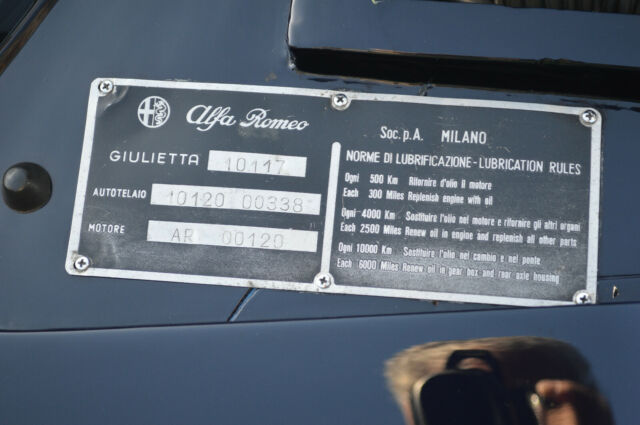 Alfa Romeo
Soc. p.A. MILANO
GIULIETTA 10117
AUTOTELAIO 10120 00338
MOTORE AR 00120
NORME DI LUBRIFICAZIONE - LUBRICATION RULES
Ogni 500 Km Rifornire d'olio il motore
Each 300 Miles Replenish engine with oil
Ogni 4000 Km Sostituire l'olio nel motore e rifornire gli altri organi
Each 2500 Miles Renew oil in engine and replenish all other parts
Ogni 10000 Km Sostituire l'olio nel cambio e nel ponte
Each 6000 Miles Renew oil in gear box and rear axle housing